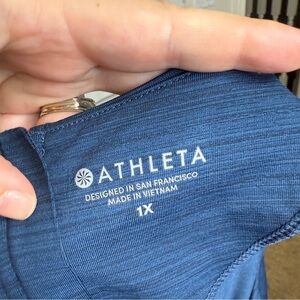 ATHLETA
DESIGNED IN SAN FRANCISCO
MADE IN VIETNAM
1X